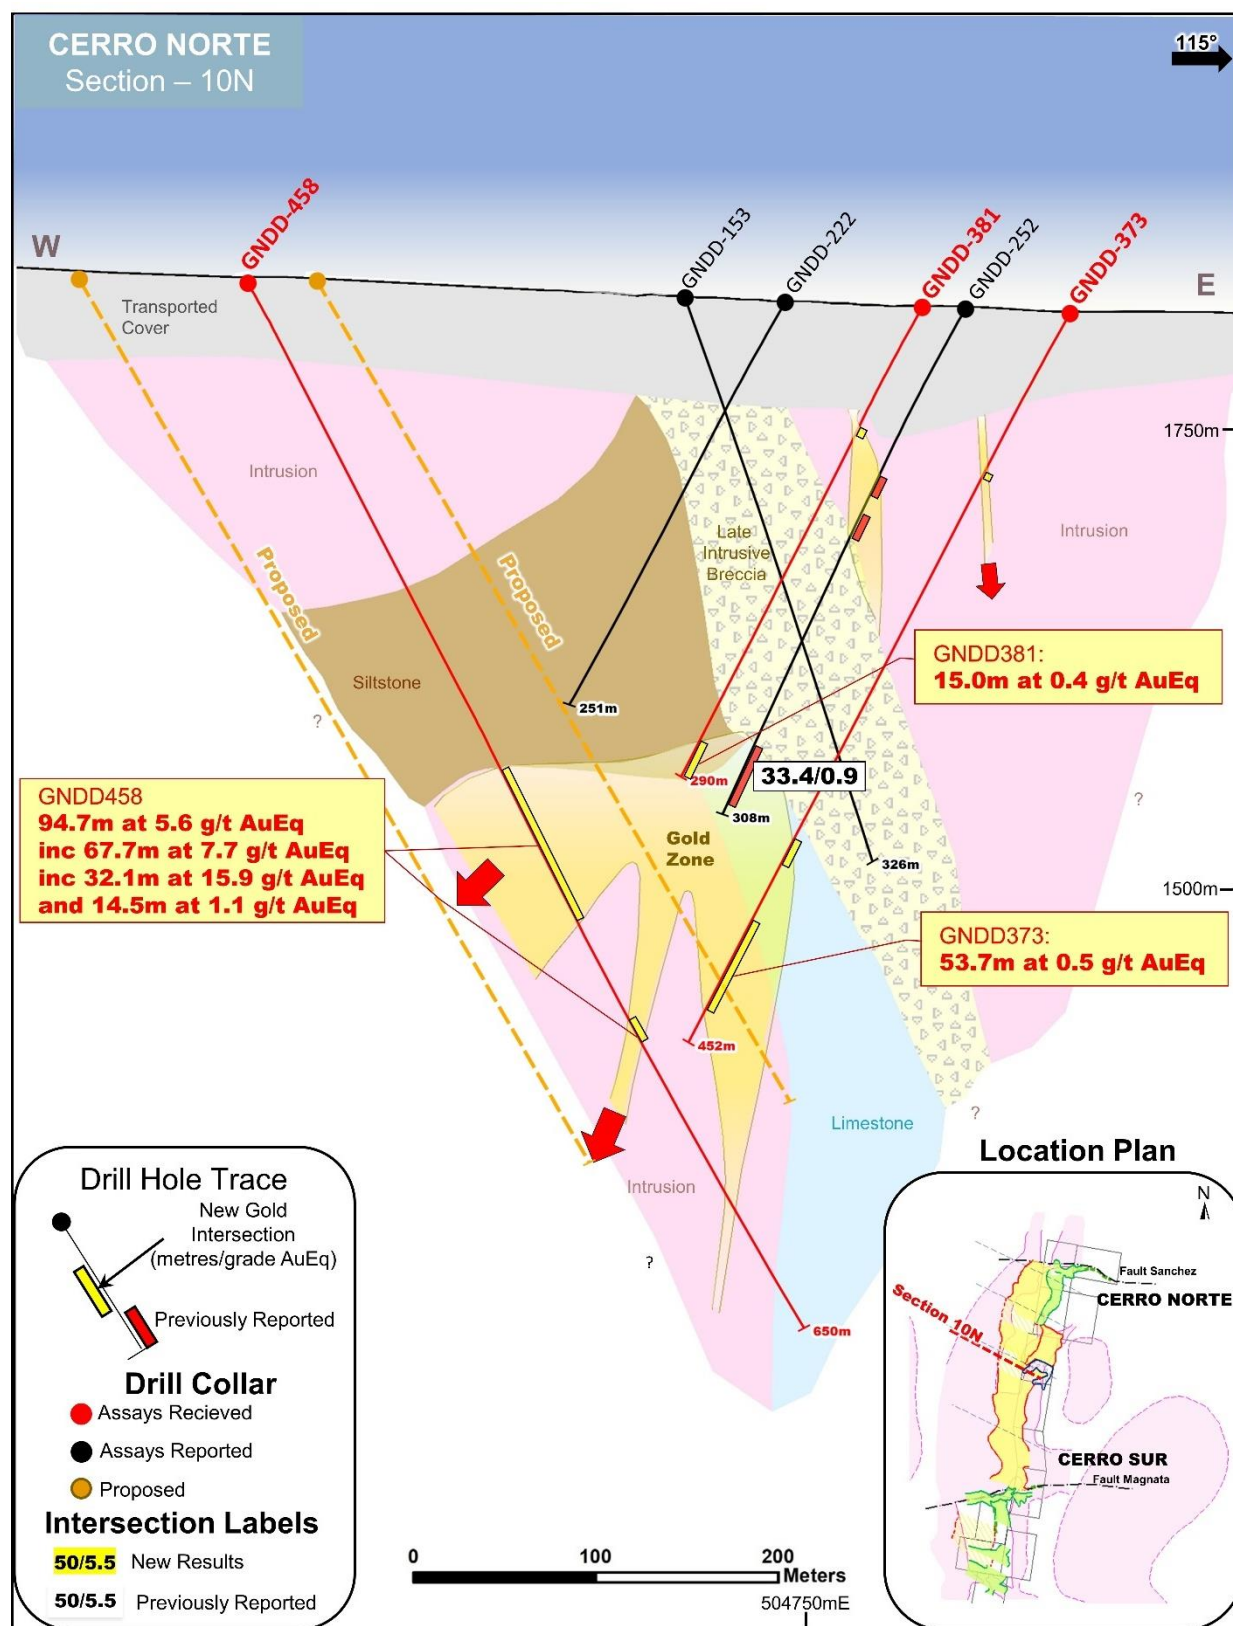 CERRO NORTE
Section – 10N
115°
W
E
GNDD-458
GNDD-153
GNDD-222
GNDD-381
GNDD-252
GNDD-373
Transported
Cover
1750m
Intrusion
Late
Intrusive
Breccia
Intrusion
Proposed
Proposed
GNDD381:
15.0m at 0.4 g/t AuEq
Siltstone
251m
?
290m
33.4/0.9
308m
GNDD458
94.7m at 5.6 g/t AuEq
inc 67.7m at 7.7 g/t AuEq
inc 32.1m at 15.9 g/t AuEq
and 14.5m at 1.1 g/t AuEq
?
Gold
Zone
326m
1500m
GNDD373:
53.7m at 0.5 g/t AuEq
452m
Limestone
?
Intrusion
?
650m
Drill Hole Trace
New Gold
Intersection
(metres/grade AuEq)
Previously Reported
Drill Collar
Assays Recieved
Assays Reported
Proposed
Intersection Labels
50/5.5 New Results
50/5.5 Previously Reported
0 100 200
Meters
504750mE
Location Plan
N
Fault Sanchez
CERRO NORTE
Section 10N
CERRO SUR
Fault Magnata